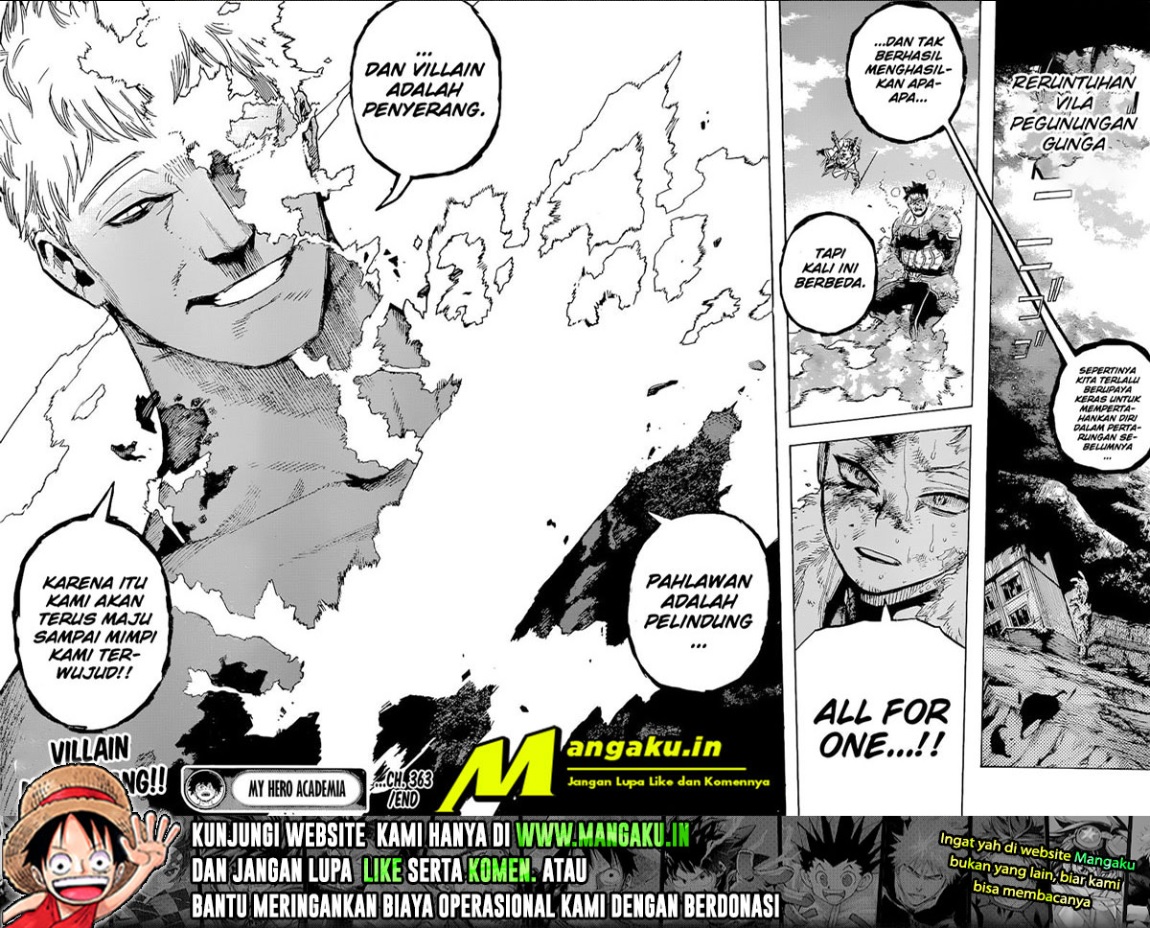 RERUNTUHAN
VILA
PEGUNUNGAN
GUNGA
SEPERTINYA
KITA TERLALU
BERUPAYA
KERAS UNTUK
MEMPERTA-
HANKAN DIRI
DALAM PERTA-
RUNGAN SE-
BELUMNYA
...
...DAN TAK
BERHASIL
MENGHASIL-
KAN APA-
APA...
TAPI
KALI INI
BERBEDA.
ALL FOR
ONE...!!
PAHLAWAN
ADALAH
PELINDUNG
...
...
DAN VILLAIN
ADALAH
PENYERANG.
KARENA ITU
KAMI AKAN
TERUS MAJU
SAMPAI MIMPI
KAMI TER-
WUJUD!!
VILLAIN
NG!!
MY HERO ACADEMIA
...CH. 363
/END
Mangaku.in
Jangan Lupa Like dan Komennya
KUNJUNGI WEBSITE KAMI HANYA DI WWW.MANGAKU.IN
DAN JANGAN LUPA LIKE SERTA KOMEN. ATAU
BANTU MERINGANKAN BIAYA OPERASIONAL KAMI DENGAN BERDONASI
Ingat yah di website Mangaku
bukan yang lain, biar kami
bisa membacanya